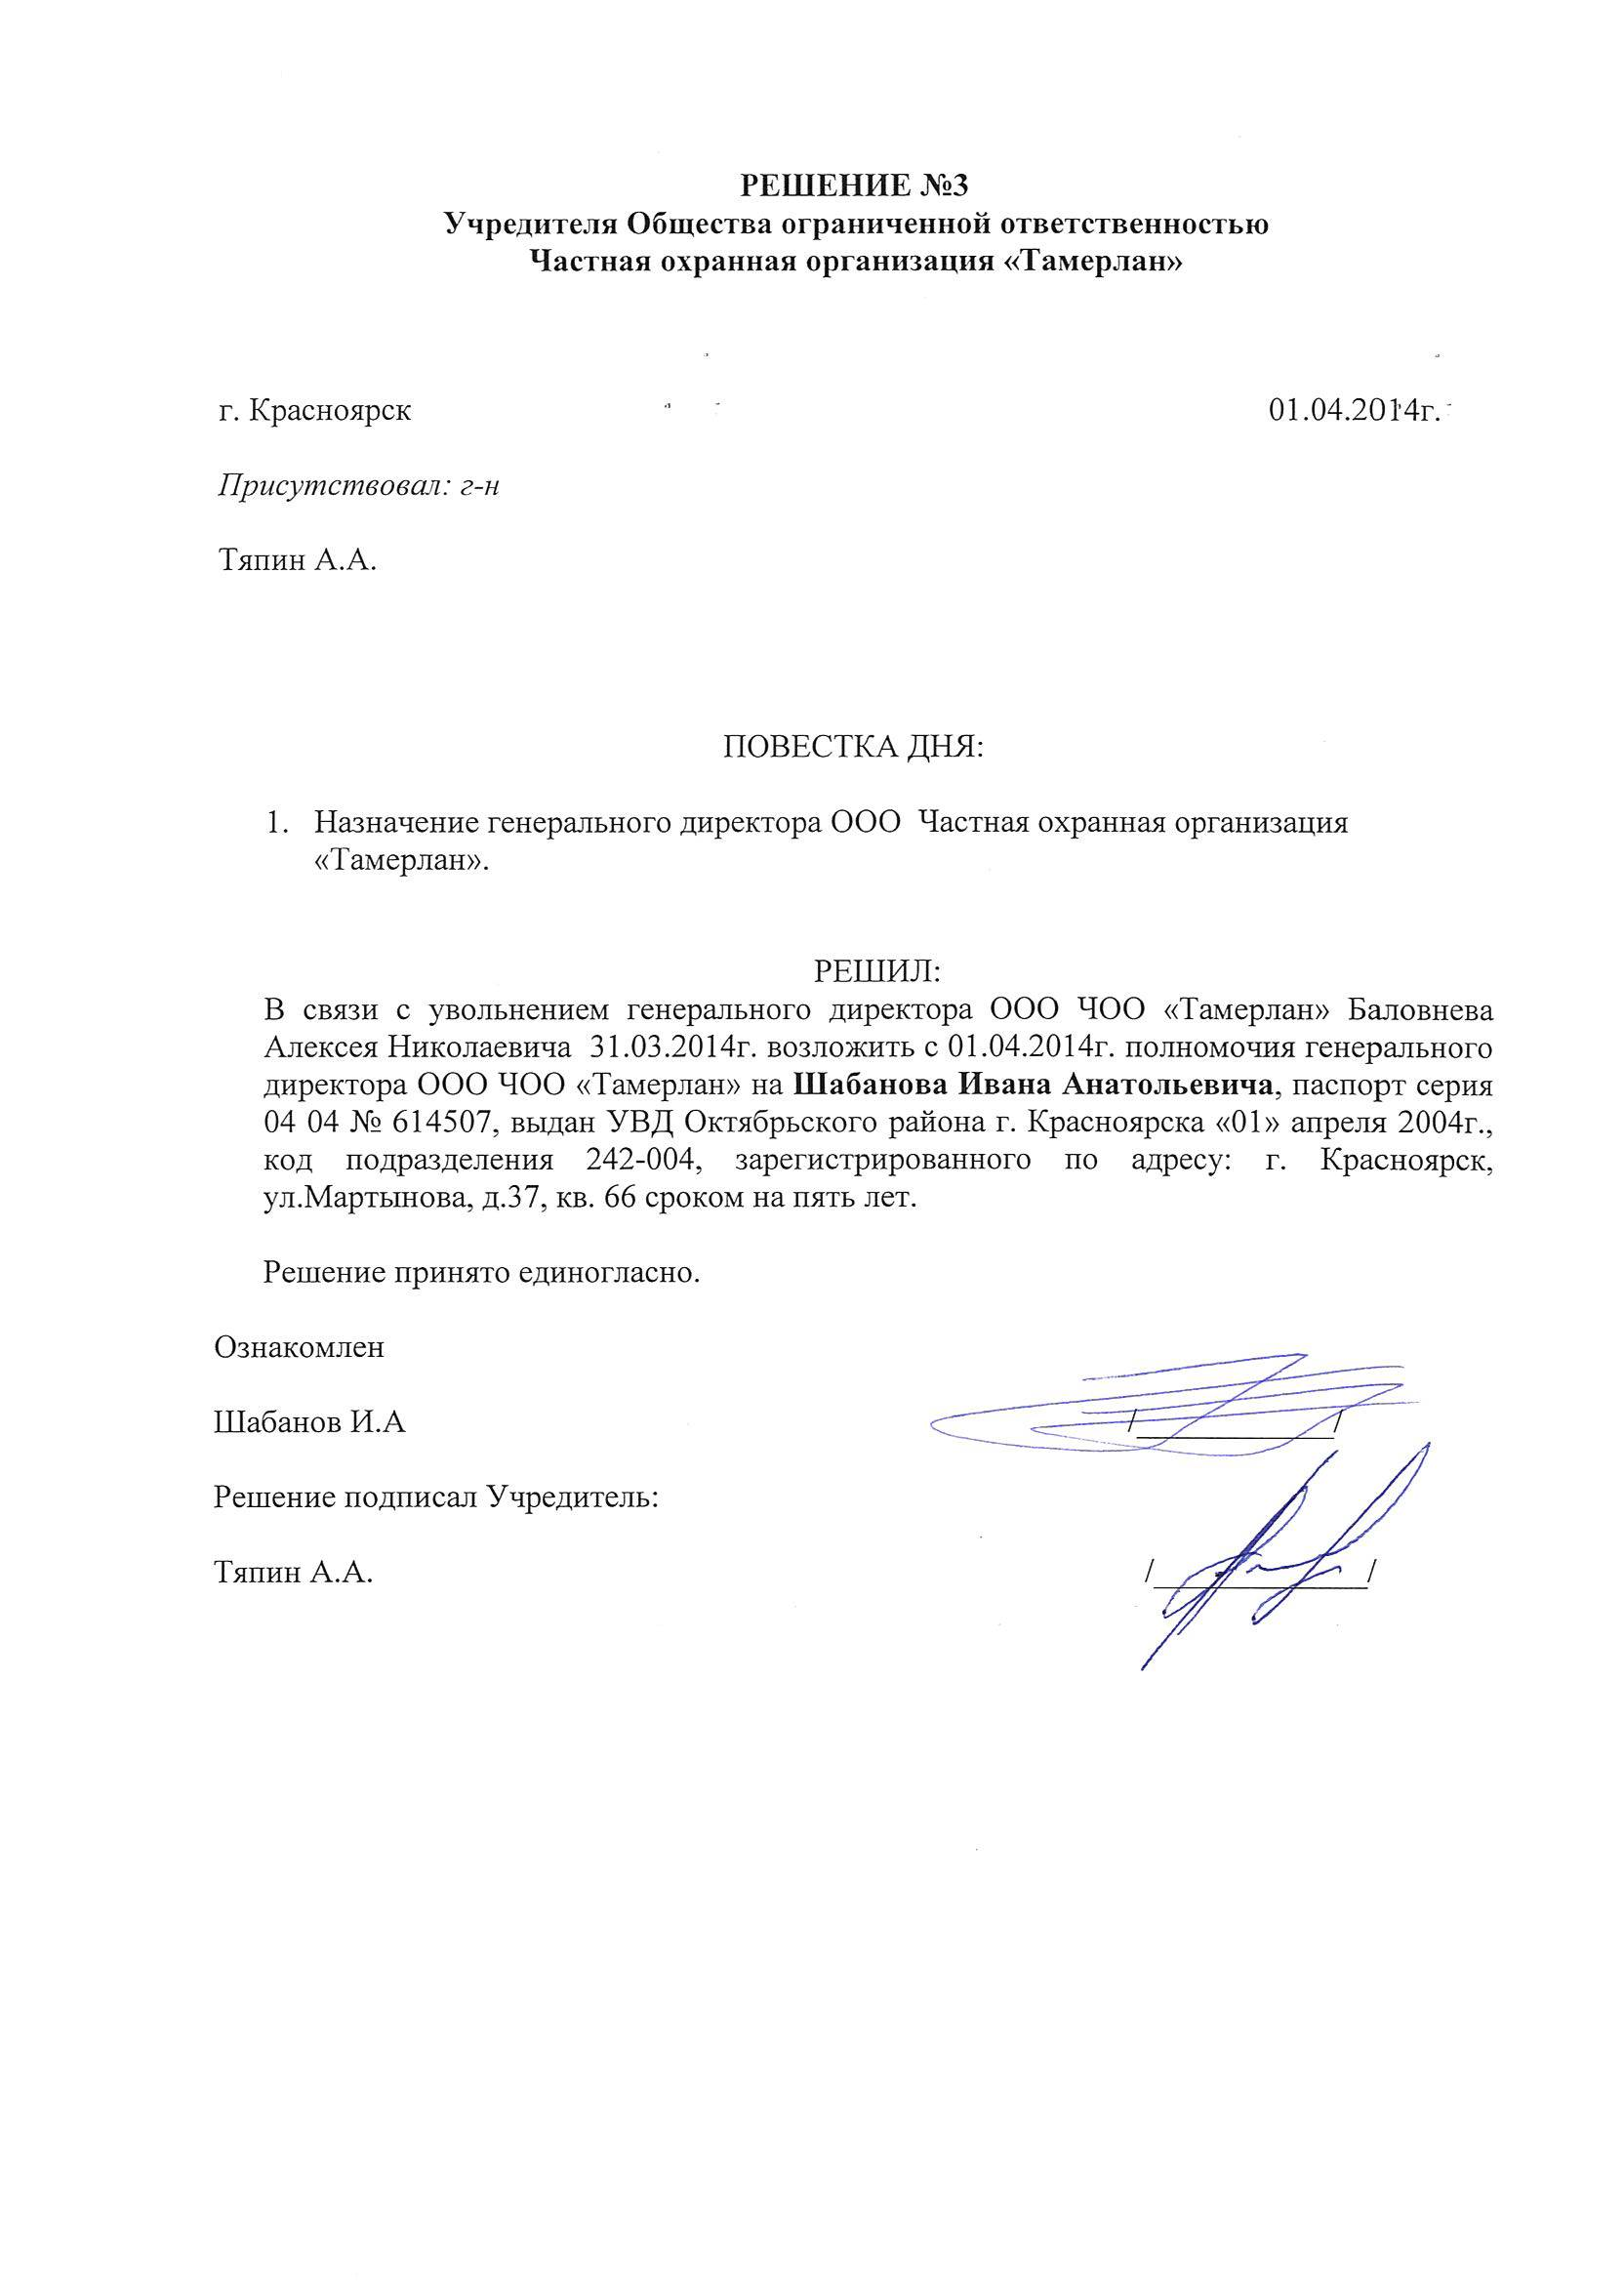 РЕШЕНИЕ №3
Учредителя Общества ограниченной ответственностью
Частная охранная организация «Тамерлан»
г. Красноярск 01.04.2014г.
Присутствовал: г-н
Тяпин А.А.
ПОВЕСТКА ДНЯ:
1. Назначение генерального директора ООО Частная охранная организация
«Тамерлан».
РЕШИЛ:
В связи с увольнением генерального директора ООО ЧОО «Тамерлан» Баловнева
Алексея Николаевича 31.03.2014г. возложить с 01.04.2014г. полномочия генерального
директора ООО ЧОО «Тамерлан» на Шабанова Ивана Анатольевича, паспорт серия
04 04 № 614507, выдан УВД Октябрьского района г. Красноярска «01» апреля 2004г.,
код подразделения 242-004, зарегистрированного по адресу: г. Красноярск,
ул.Мартынова, д.37, кв. 66 сроком на пять лет.
Решение принято единогласно.
Ознакомлен
Шабанов И.А /____________/
Решение подписал Учредитель:
Тяпин А.А. /_____________/